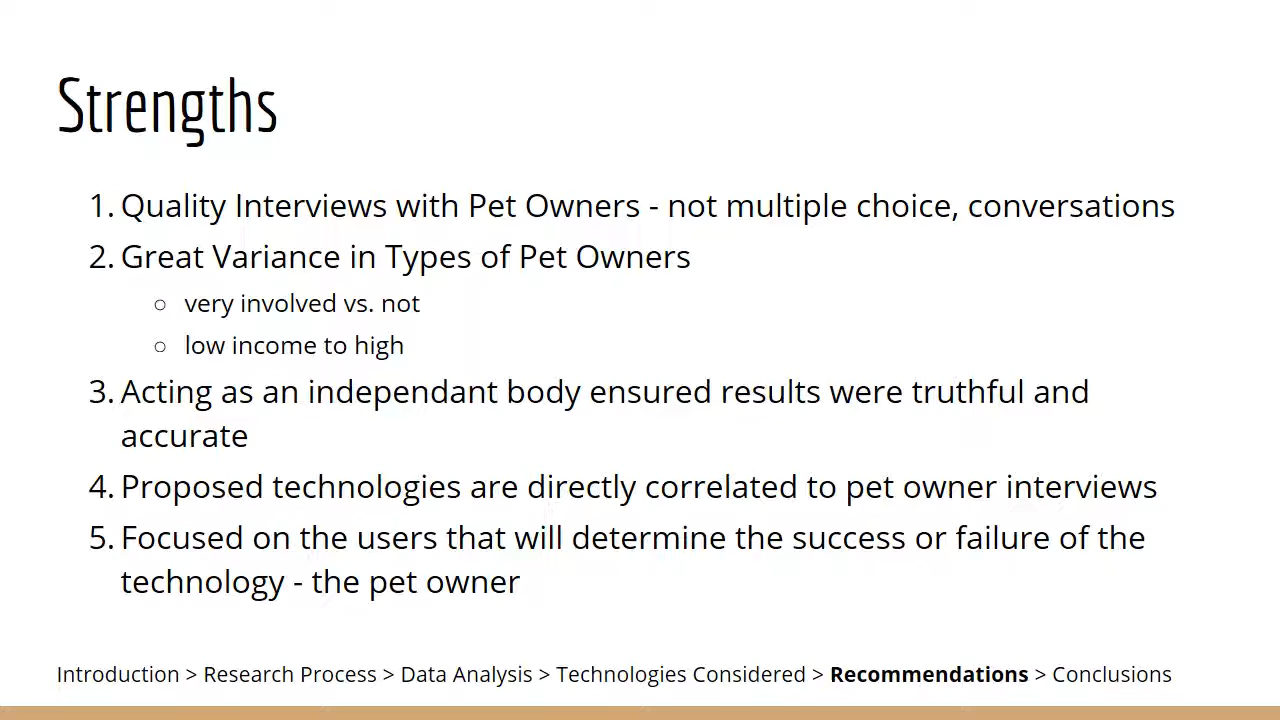 Strengths
1. Quality Interviews with Pet Owners - not multiple choice, conversations
2. Great Variance in Types of Pet Owners
○ very involved vs. not
○ low income to high
3. Acting as an independant body ensured results were truthful and
accurate
4. Proposed technologies are directly correlated to pet owner interviews
5. Focused on the users that will determine the success or failure of the
technology - the pet owner
Introduction > Research Process > Data Analysis > Technologies Considered > Recommendations > Conclusions